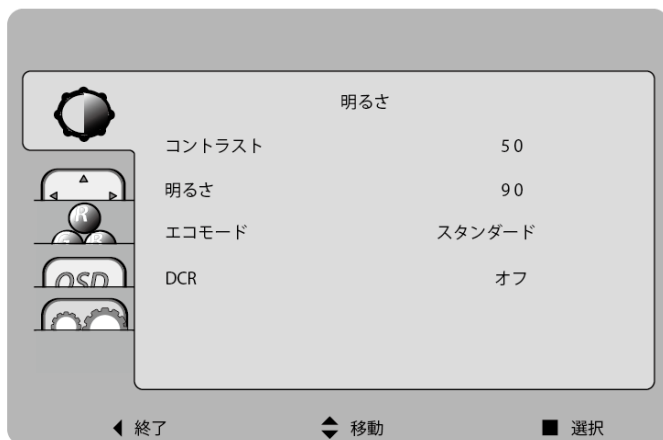 明るさ
コントラスト 50
明るさ 90
エコモード スタンダード
DCR オフ
R
OSD
終了 移動 選択